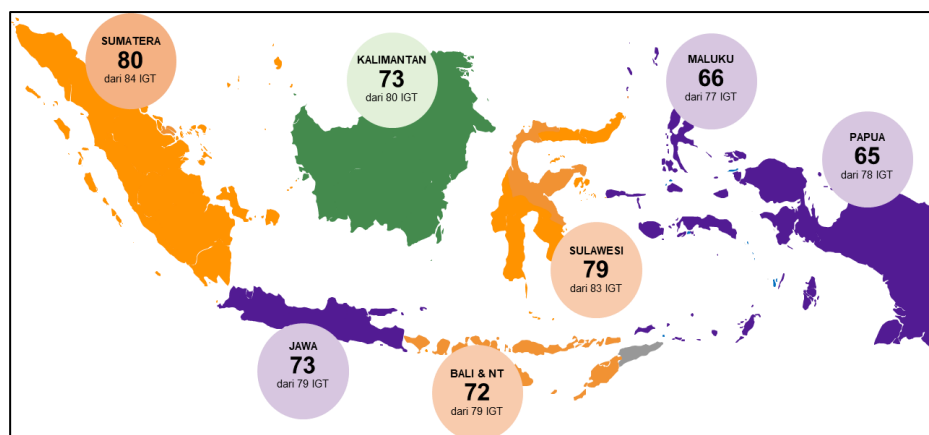 SUMATERA
80
dari 84 IGT
KALIMANTAN
73
dari 80 IGT
MALUKU
66
dari 77 IGT
PAPUA
65
dari 78 IGT
SULAWESI
79
dari 83 IGT
JAWA
73
dari 79 IGT
BALI & NT
72
dari 79 IGT